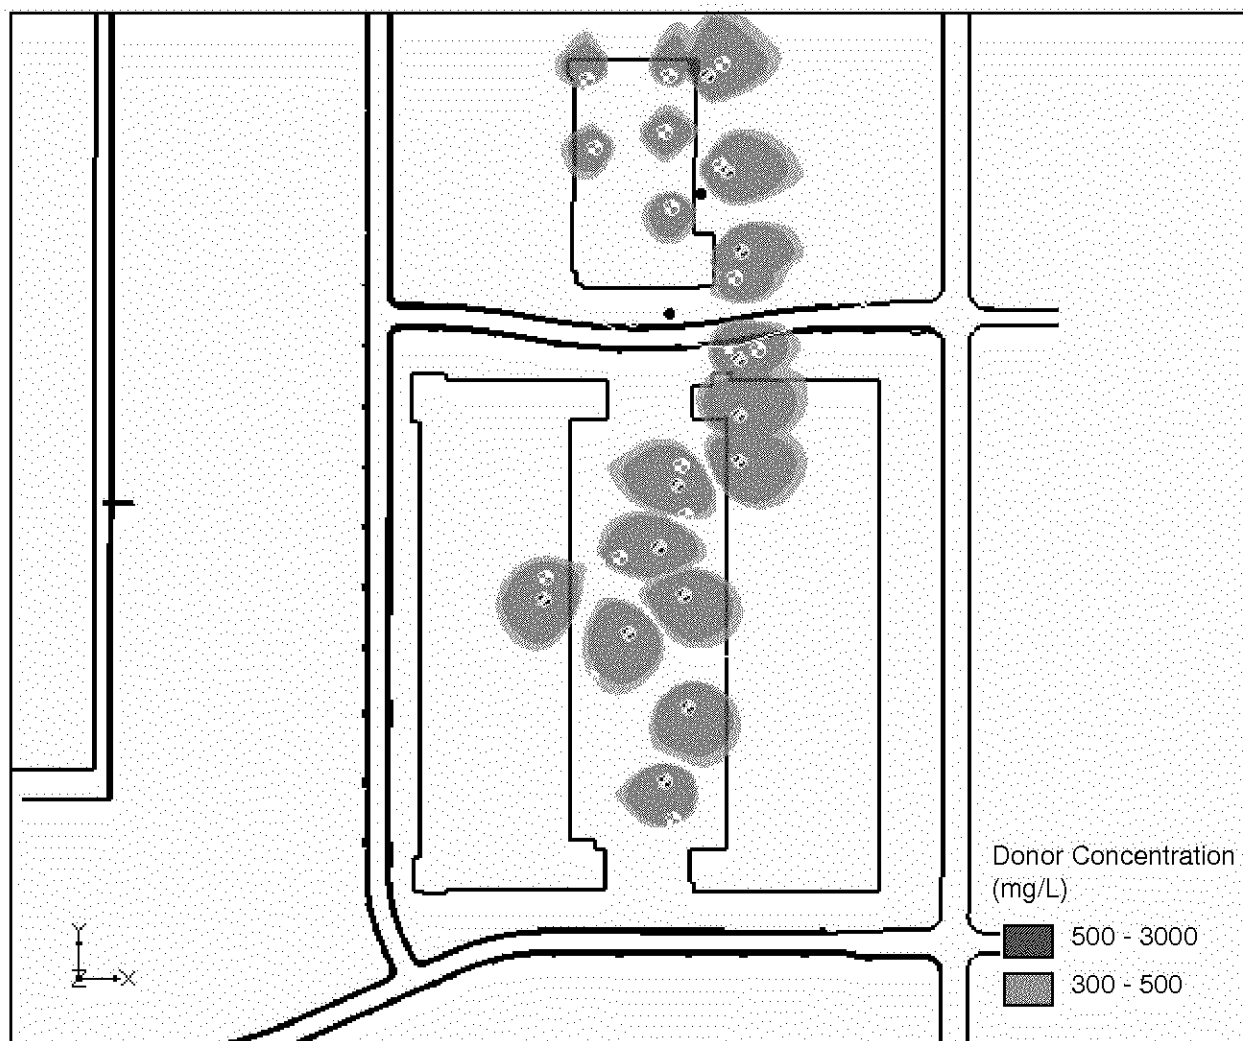 Donor Concentration
(mg/L)
500 - 3000
300 - 500
Y
Z
X